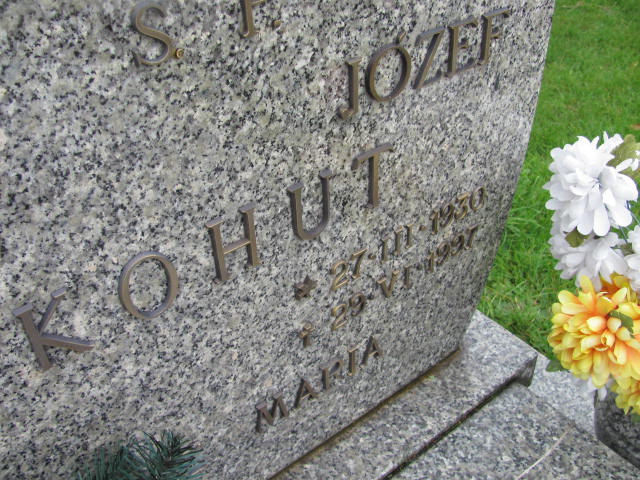 Ś. P.
JÓZEF
KOHUT
* 27·III·1930.
† 29·VI·1997.
MARIA